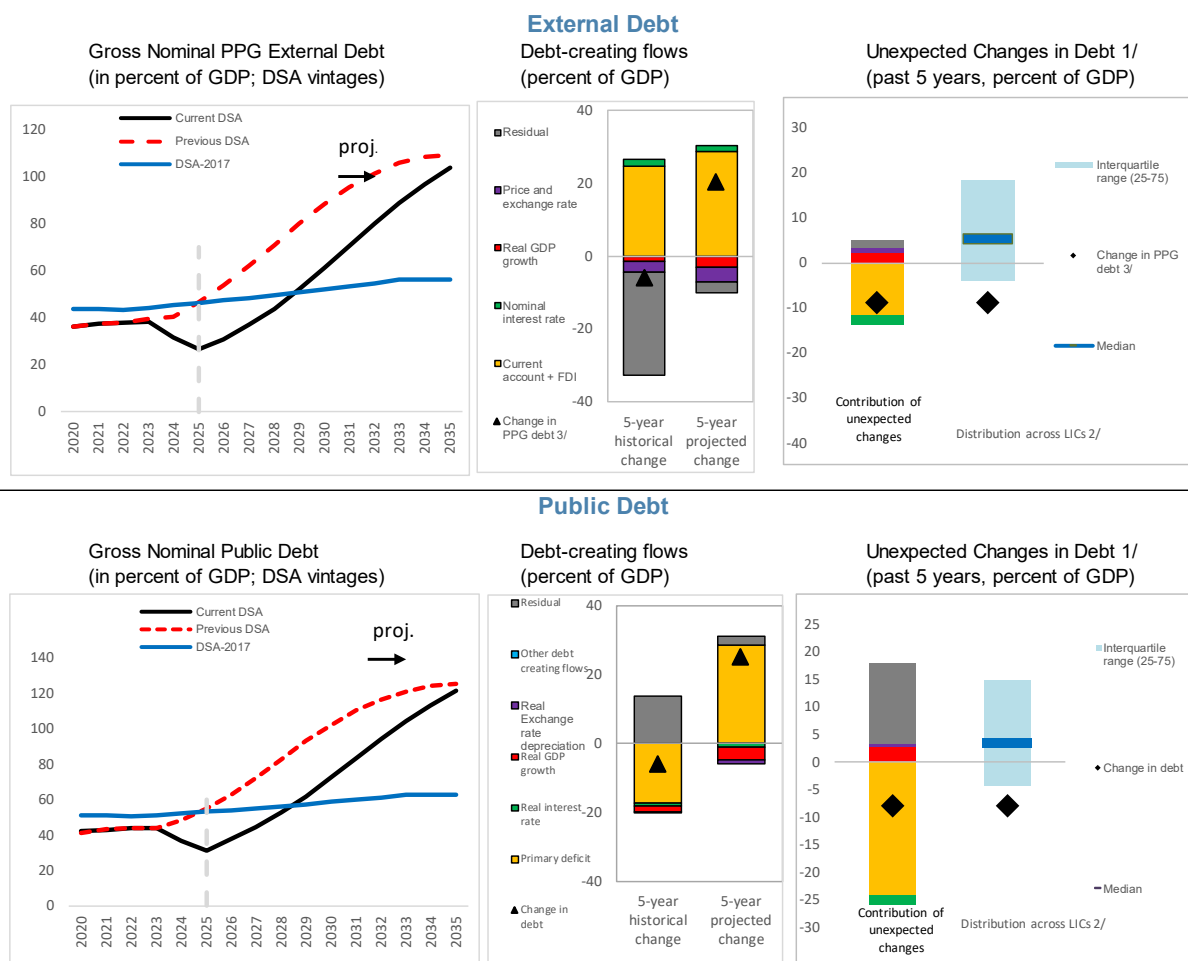 External Debt
Gross Nominal PPG External Debt
(in percent of GDP; DSA vintages)
Debt-creating flows
(percent of GDP)
Unexpected Changes in Debt 1/
(past 5 years, percent of GDP)
Current DSA
Previous DSA
DSA-2017
proj.
120
100
80
60
40
20
0
2020
2021
2022
2023
2024
2025
2026
2027
2028
2029
2030
2031
2032
2033
2034
2035
Residual
Price and
exchange rate
Real GDP
growth
Nominal
interest rate
Current
account + FDI
Change in
PPG debt 3/
40
20
0
-20
-40
5-year
historical
change
5-year
projected
change
30
20
10
0
-10
-20
-30
-40
Contribution of
unexpected
changes
Distribution across LICs 2/
Interquartile
range (25-75)
Change in PPG
debt 3/
Median
Public Debt
Gross Nominal Public Debt
(in percent of GDP; DSA vintages)
Debt-creating flows
(percent of GDP)
Unexpected Changes in Debt 1/
(past 5 years, percent of GDP)
Current DSA
Previous DSA
DSA-2017
proj.
140
120
100
80
60
40
20
0
2020
2021
2022
2023
2024
2025
2026
2027
2028
2029
2030
2031
2032
2033
2034
2035
Residual
Other debt
creating flows
Real
Exchange
rate
depreciation
Real GDP
growth
Real interest
rate
Primary deficit
Change in
debt
40
20
0
-20
-40
5-year
historical
change
5-year
projected
change
25
20
15
10
5
0
-5
-10
-15
-20
-25
-30
Contribution of
unexpected
changes
Distribution across LICs 2/
Interquartile
range (25-75)
Change in debt
Median